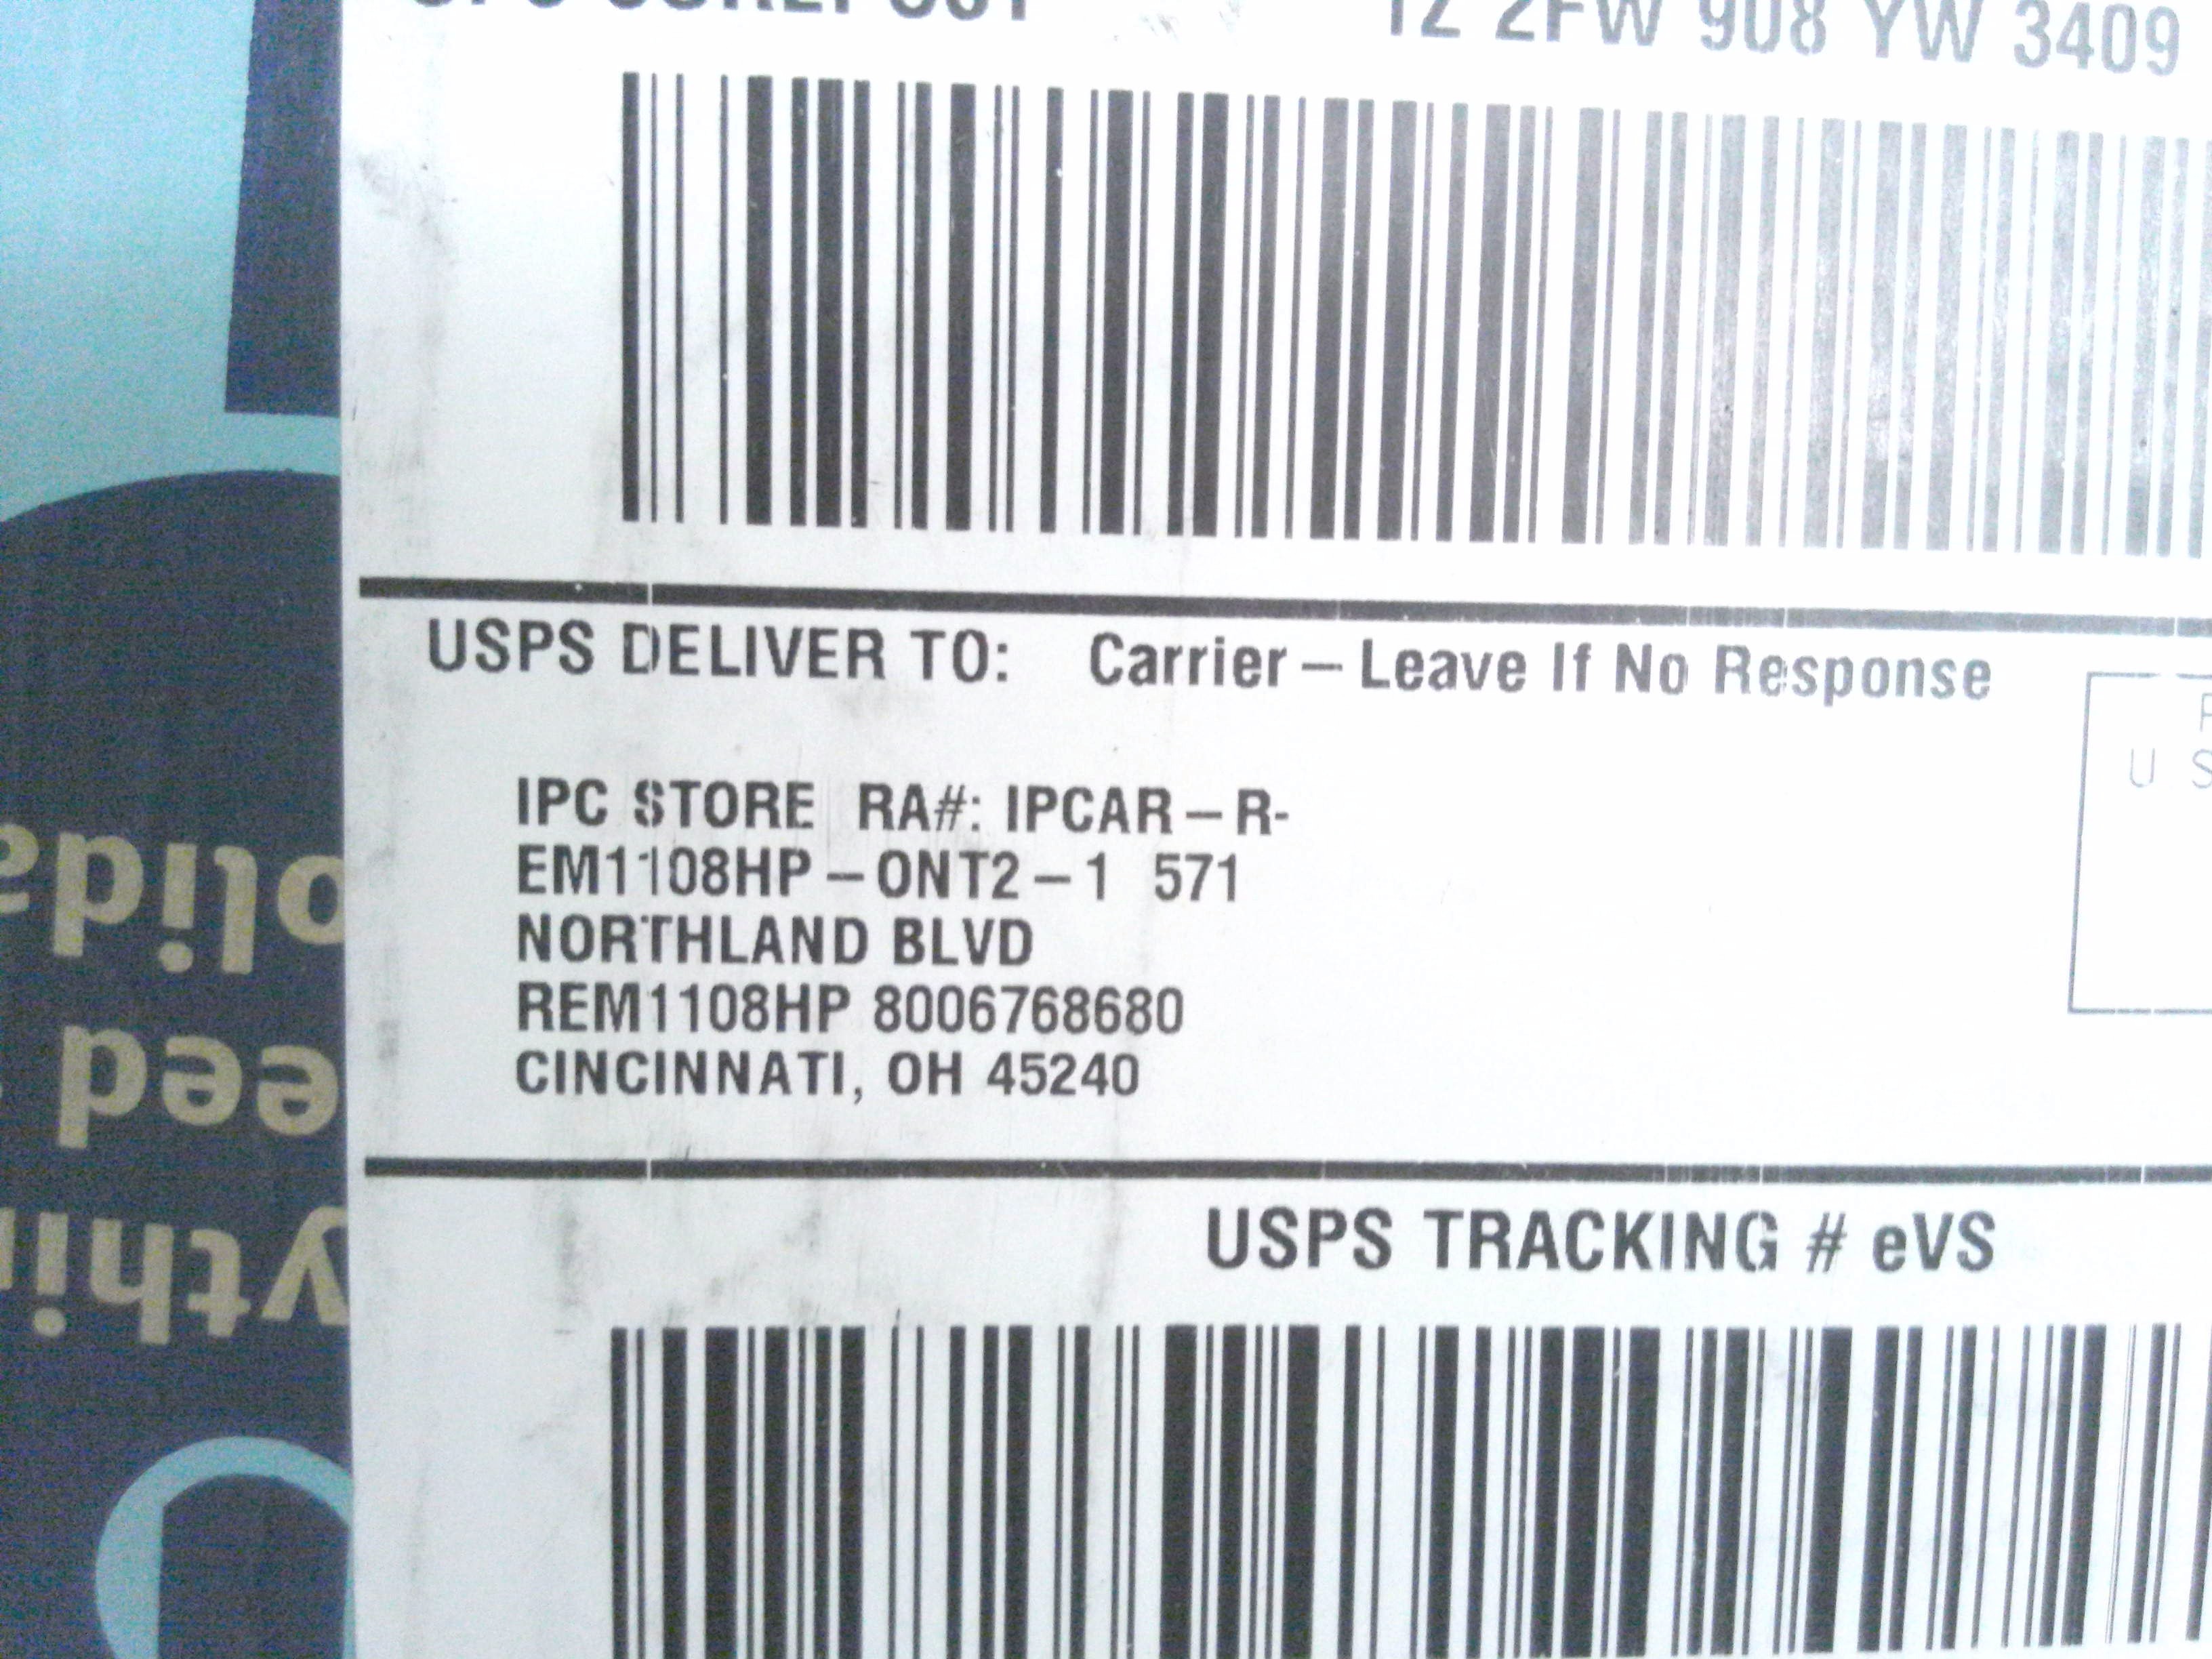 1Z 2FW 908 YW 3409
USPS DELIVER TO: Carrier – Leave If No Response
IPC STORE RA#: IPCAR – R-
EM1108HP – ONT2 – 1 571
NORTHLAND BLVD
REM1108HP 8006768680
CINCINNATI, OH 45240
USPS TRACKING # eVS